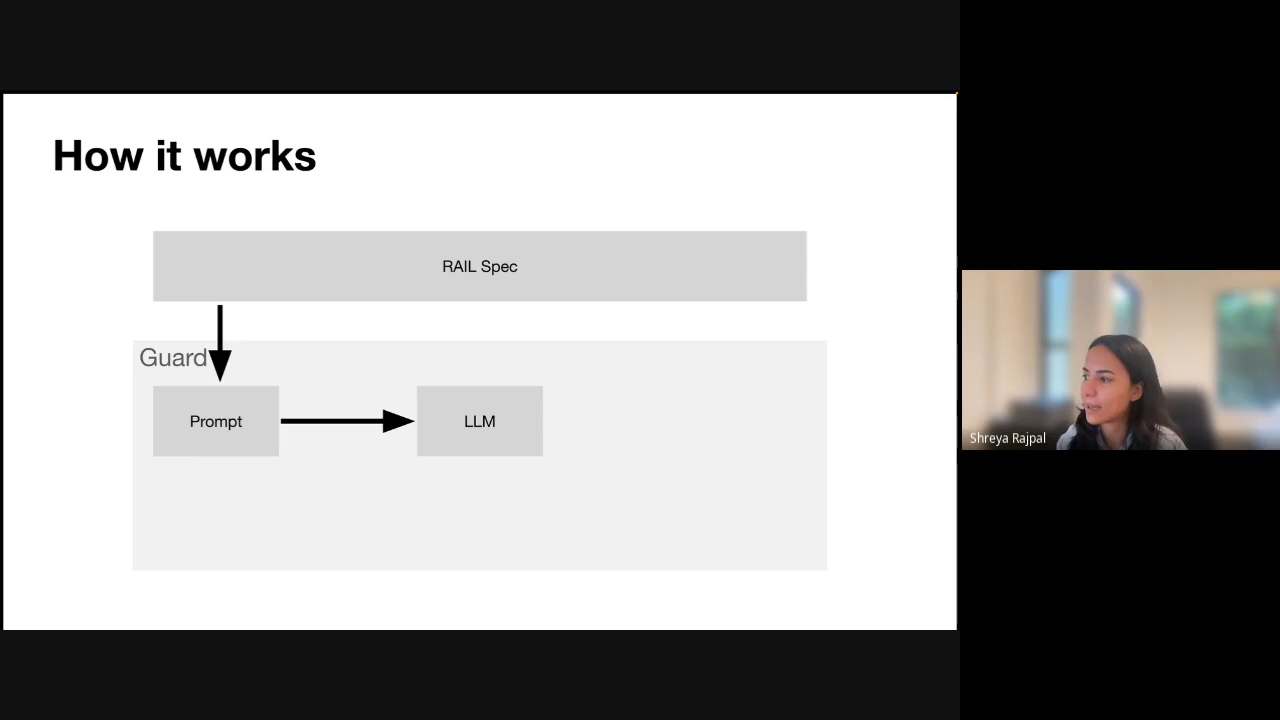 How it works
RAIL Spec
Guard
Prompt
LLM
Shreya Rajpal